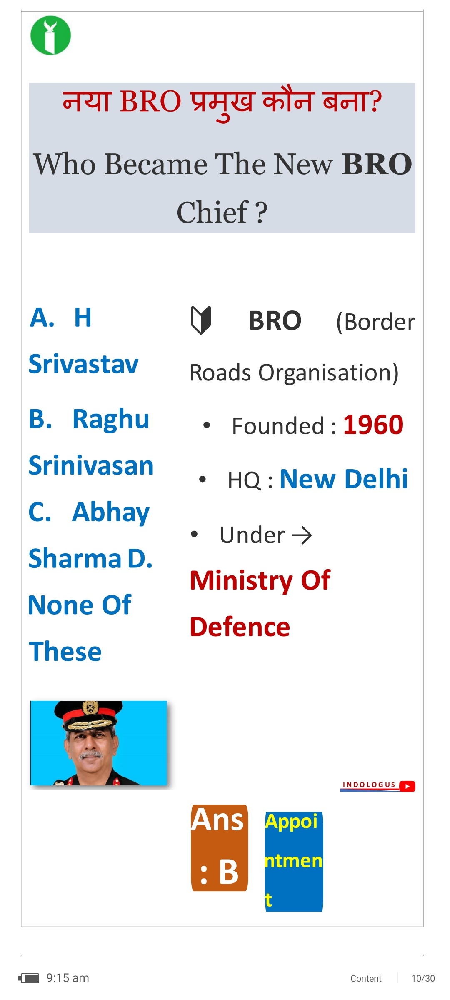 नया BRO प्रमुख कौन बना?
Who Became The New BRO
Chief ?
A. H
Srivastav
B. Raghu
Srinivasan
C. Abhay
Sharma D.
None Of
These
BRO (Border
Roads Organisation)
• Founded : 1960
• HQ : New Delhi
• Under →
Ministry Of
Defence
INDOLOGUS
Ans
: B
Appoi
ntmen
t
9:15 am
Content 10/30